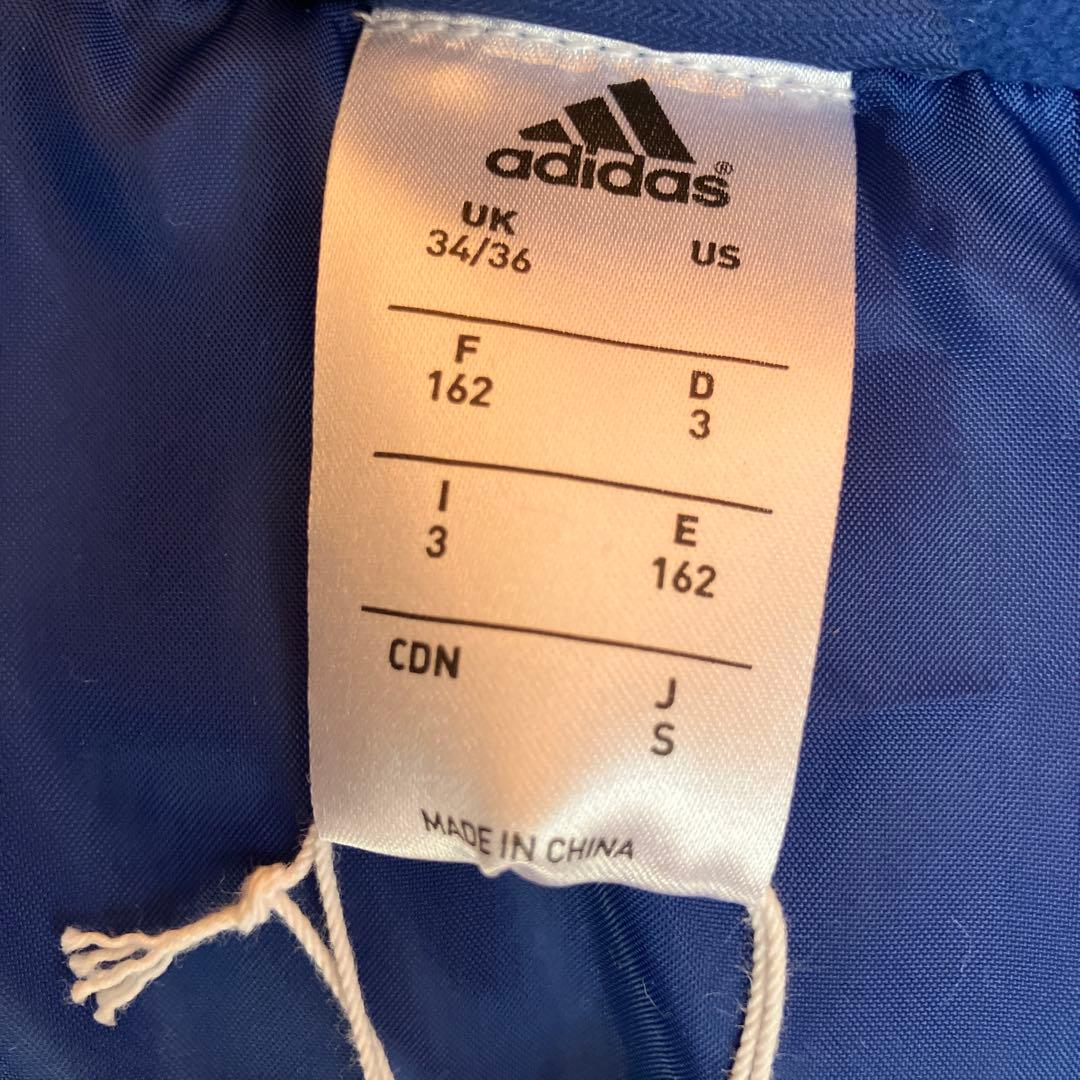 adidas®
UK US
34/36
F D
162 3
I E
3 162
CDN J
S
MADE IN CHINA